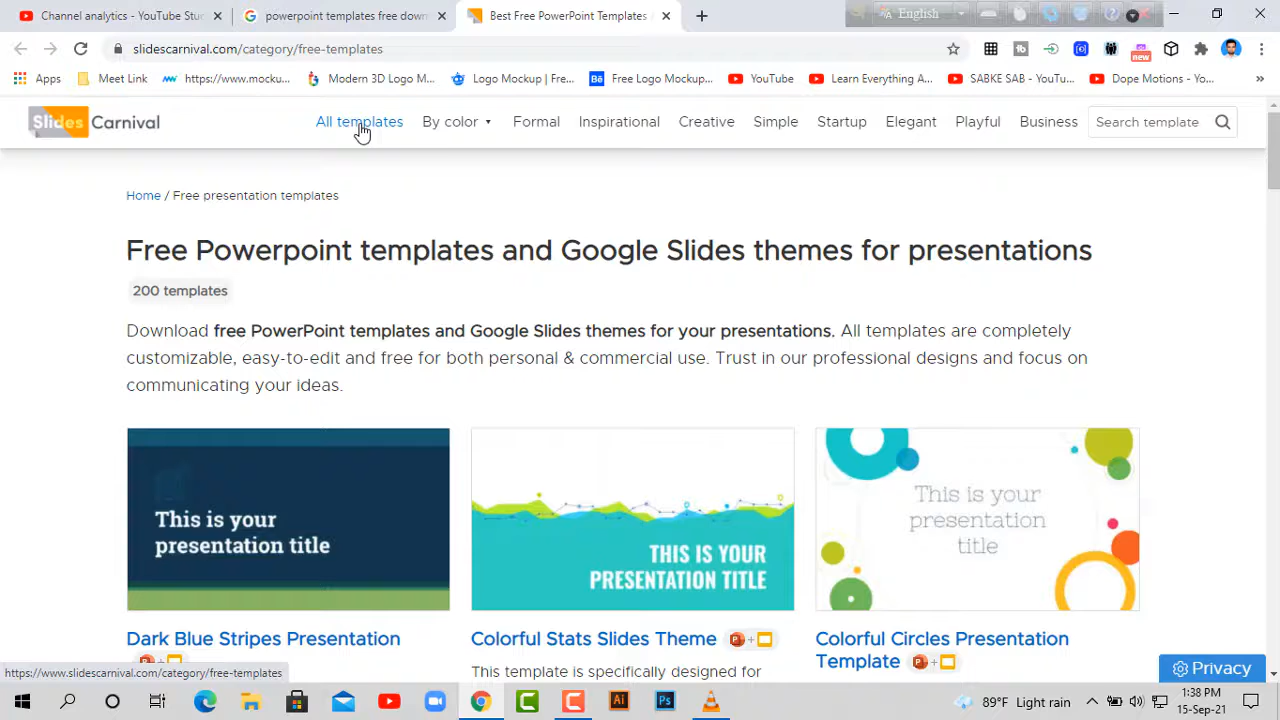 Channel analytics - YouTube Stud
powerpoint templates free down
Best Free PowerPoint Templates
English
slidescarnival.com/category/free-templates
new
Apps
Meet Link
https://www.mocku...
Modern 3D Logo M...
Logo Mockup | Fre...
Free Logo Mockup...
YouTube
Learn Everything A...
SABKE SAB - YouTu...
Dope Motions - Yo...
Slides Carnival
All templates
By color
Formal
Inspirational
Creative
Simple
Startup
Elegant
Playful
Business
Search template
Home / Free presentation templates
Free Powerpoint templates and Google Slides themes for presentations
200 templates
Download free PowerPoint templates and Google Slides themes for your presentations. All templates are completely
customizable, easy-to-edit and free for both personal & commercial use. Trust in our professional designs and focus on
communicating your ideas.
This is your
presentation title
THIS IS YOUR
PRESENTATION TITLE
This is your
presentation
title
Dark Blue Stripes Presentation
Colorful Stats Slides Theme
This template is specifically designed for
Colorful Circles Presentation
Template
https://www.slidescarnival.com/category/free-templates
Privacy
89°F Light rain
1:38 PM
15-Sep-21